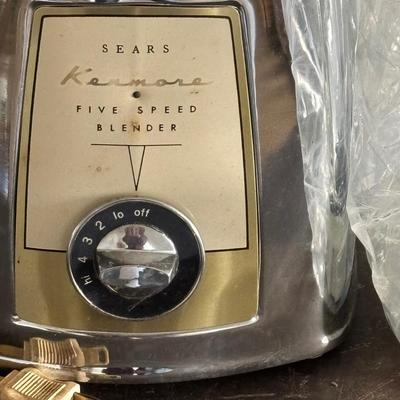 SEARS
Kenmore
FIVE SPEED
BLENDER
hi 4 3 2 lo off